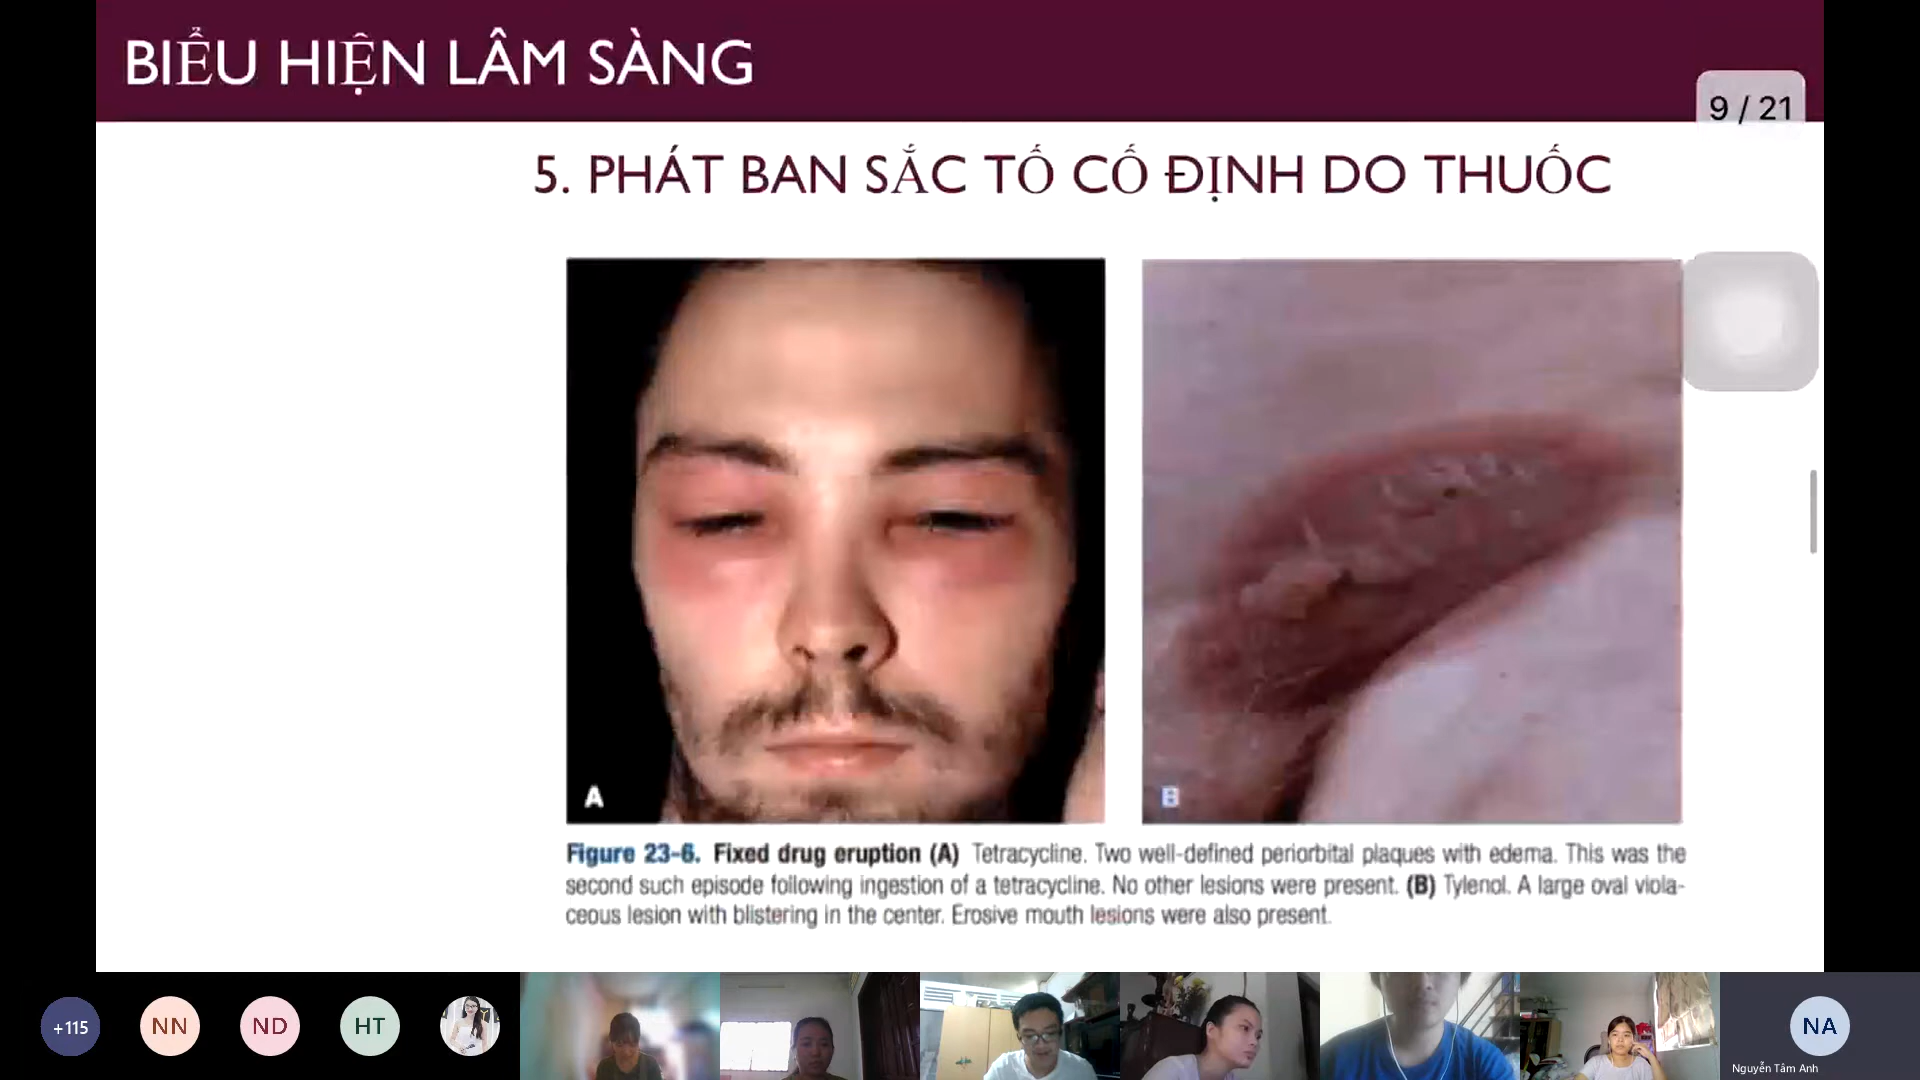 BIỂU HIỆN LÂM SÀNG
9 / 21
5. PHÁT BAN SẮC TỐ CỐ ĐỊNH DO THUỐC
A
B
Figure 23-6. Fixed drug eruption (A) Tetracycline. Two well-defined periorbital plaques with edema. This was the
second such episode following ingestion of a tetracycline. No other lesions were present. (B) Tylenol. A large oval viola-
ceous lesion with blistering in the center. Erosive mouth lesions were also present.
+115
NN
ND
HT
NA
Nguyễn Tâm Anh